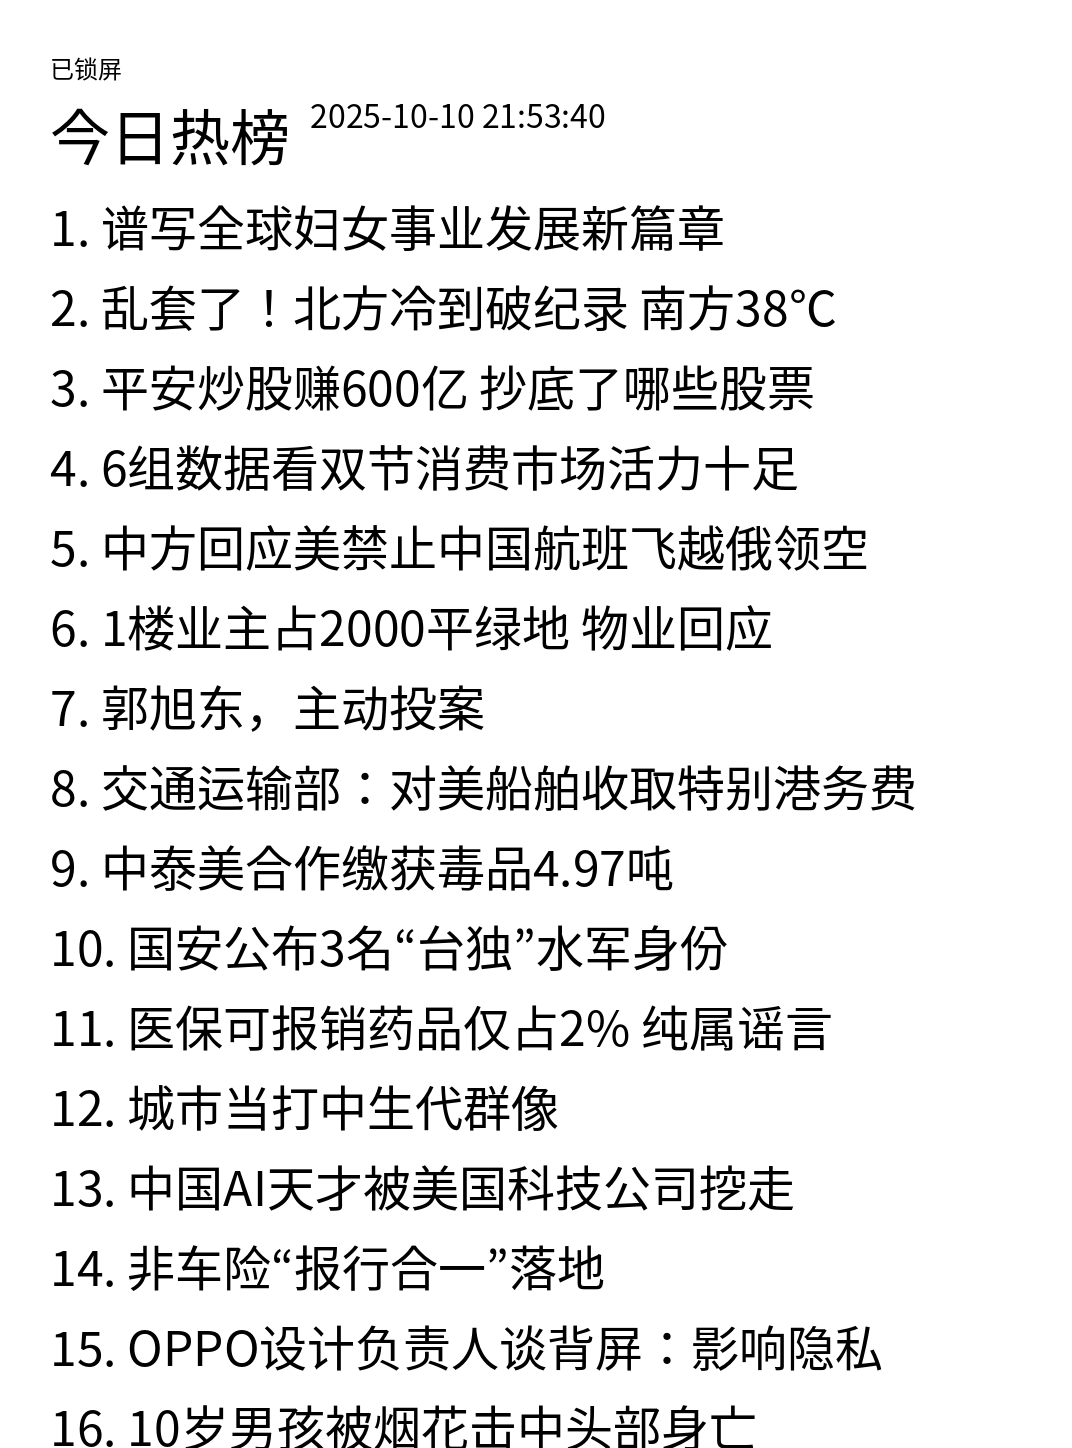 已锁屏
今日热榜 2025-10-10 21:53:40
1. 谱写全球妇女事业发展新篇章
2. 乱套了！北方冷到破纪录 南方38℃
3. 平安炒股赚600亿 抄底了哪些股票
4. 6组数据看双节消费市场活力十足
5. 中方回应美禁止中国航班飞越俄领空
6. 1楼业主占2000平绿地 物业回应
7. 郭旭东，主动投案
8. 交通运输部：对美船舶收取特别港务费
9. 中泰美合作缴获毒品4.97吨
10. 国安公布3名“台独”水军身份
11. 医保可报销药品仅占2% 纯属谣言
12. 城市当打中生代群像
13. 中国AI天才被美国科技公司挖走
14. 非车险“报行合一”落地
15. OPPO设计负责人谈背屏：影响隐私
16. 10岁男孩被烟花击中头部身亡